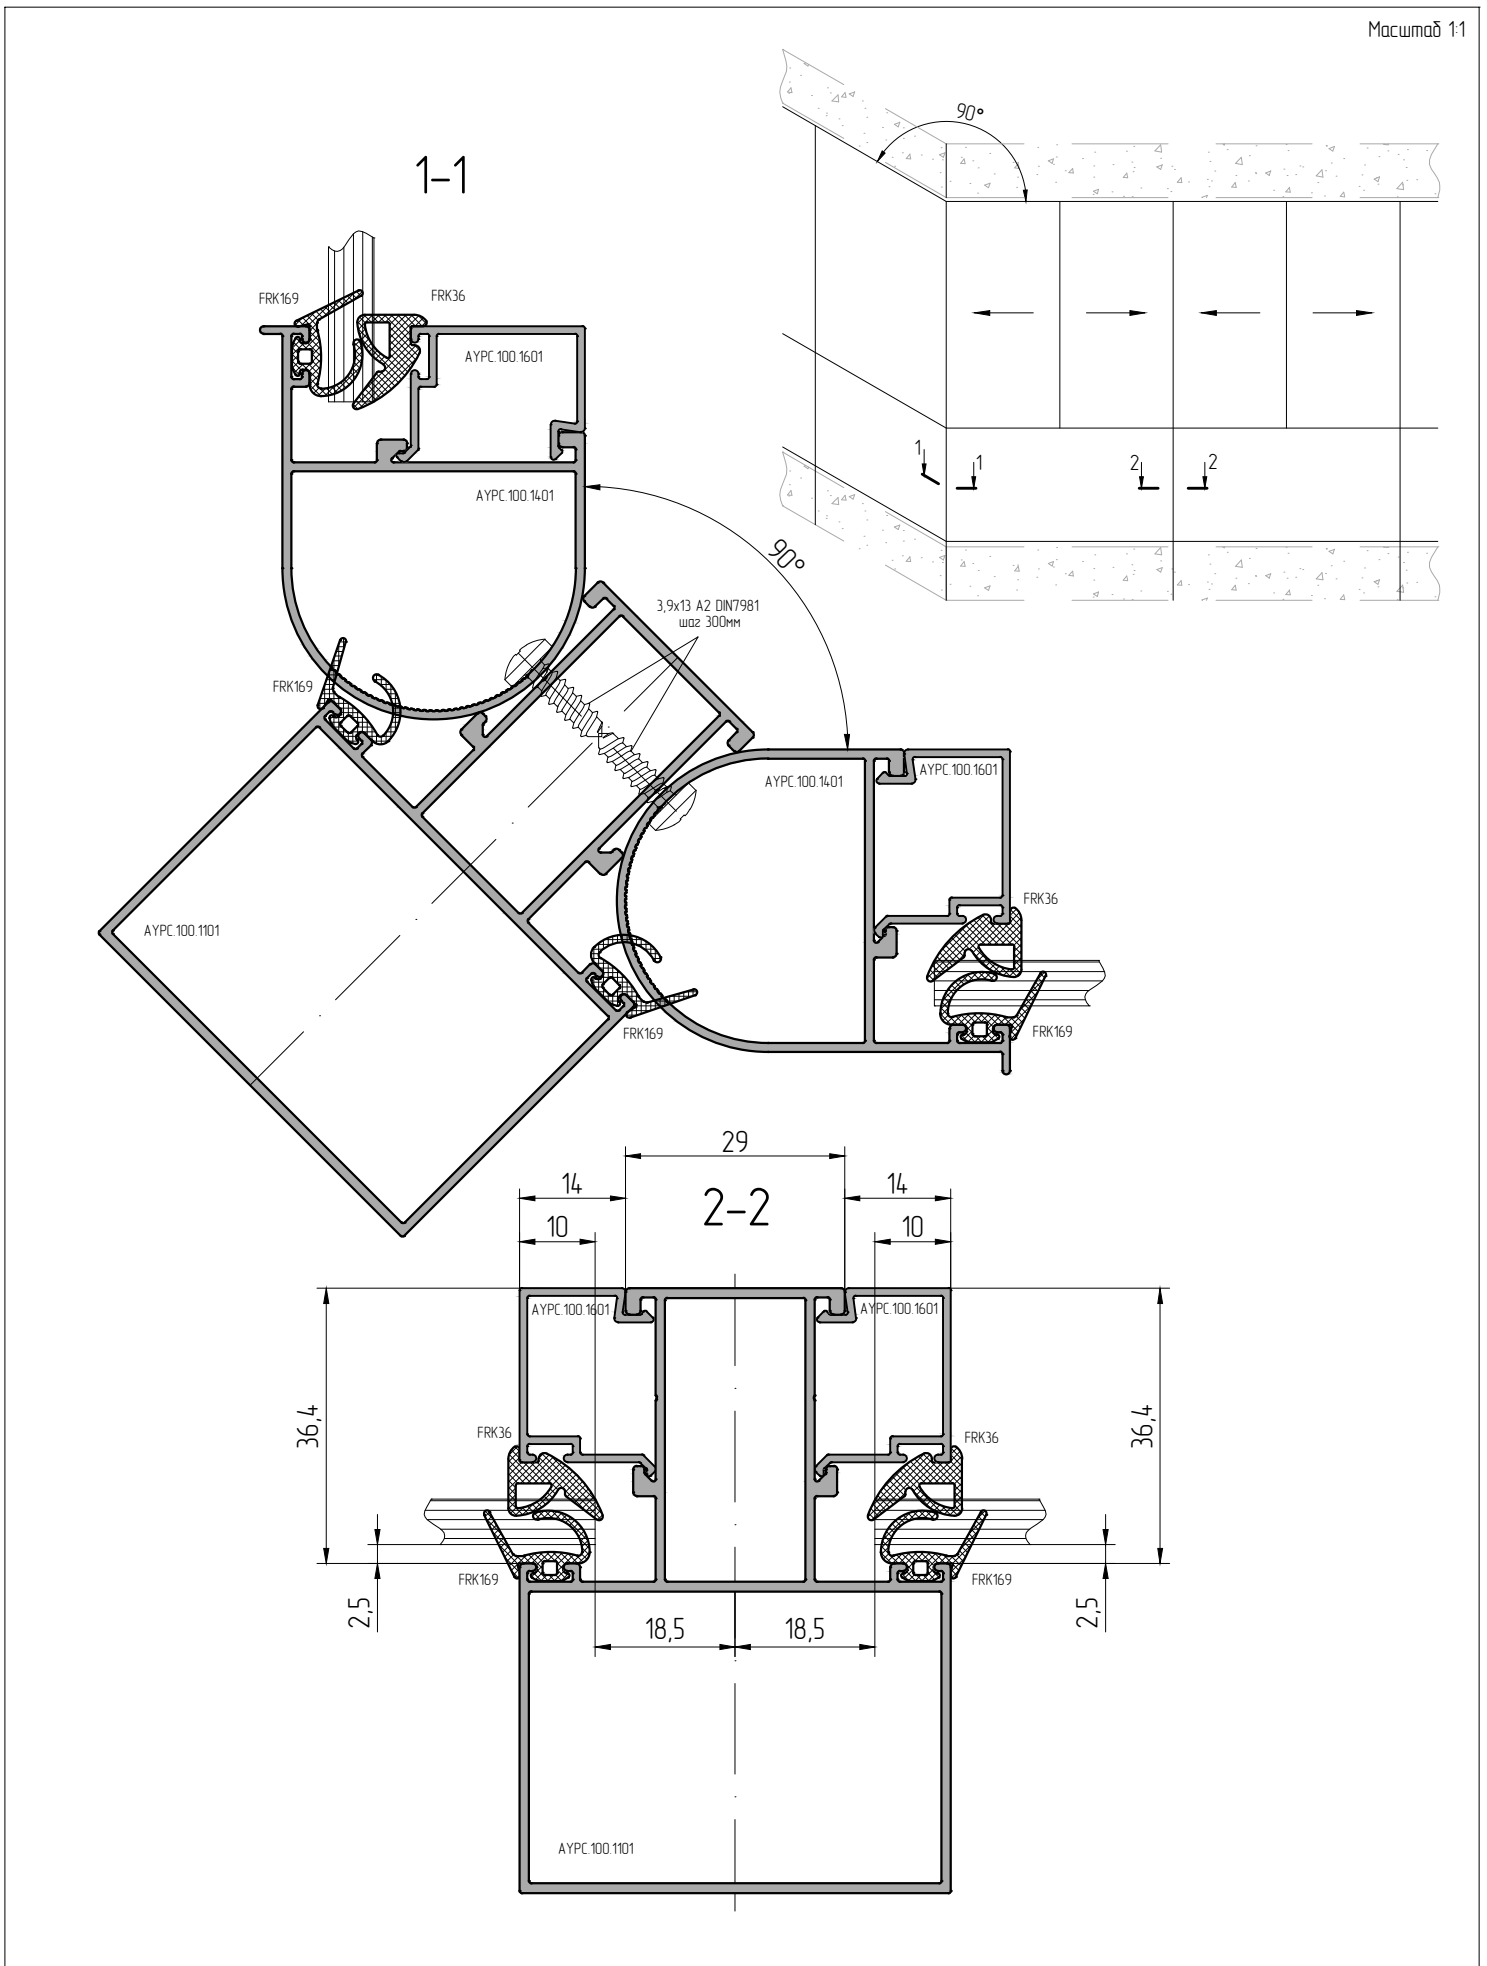 Масштаб 1:1
90°
1-1
FRK169
FRK36
AYPC.100.1601
AYPC.100.1401
1
1
2
2
90°
3,9x13 A2 DIN7981
шаг 300мм
FRK169
AYPC.100.1401
AYPC.100.1601
FRK36
AYPC.100.1101
FRK169
FRK169
29
14
2-2
14
10
10
AYPC.100.1601
AYPC.100.1601
36,4
36,4
FRK36
FRK36
FRK169
FRK169
2,5
2,5
18,5
18,5
AYPC.100.1101